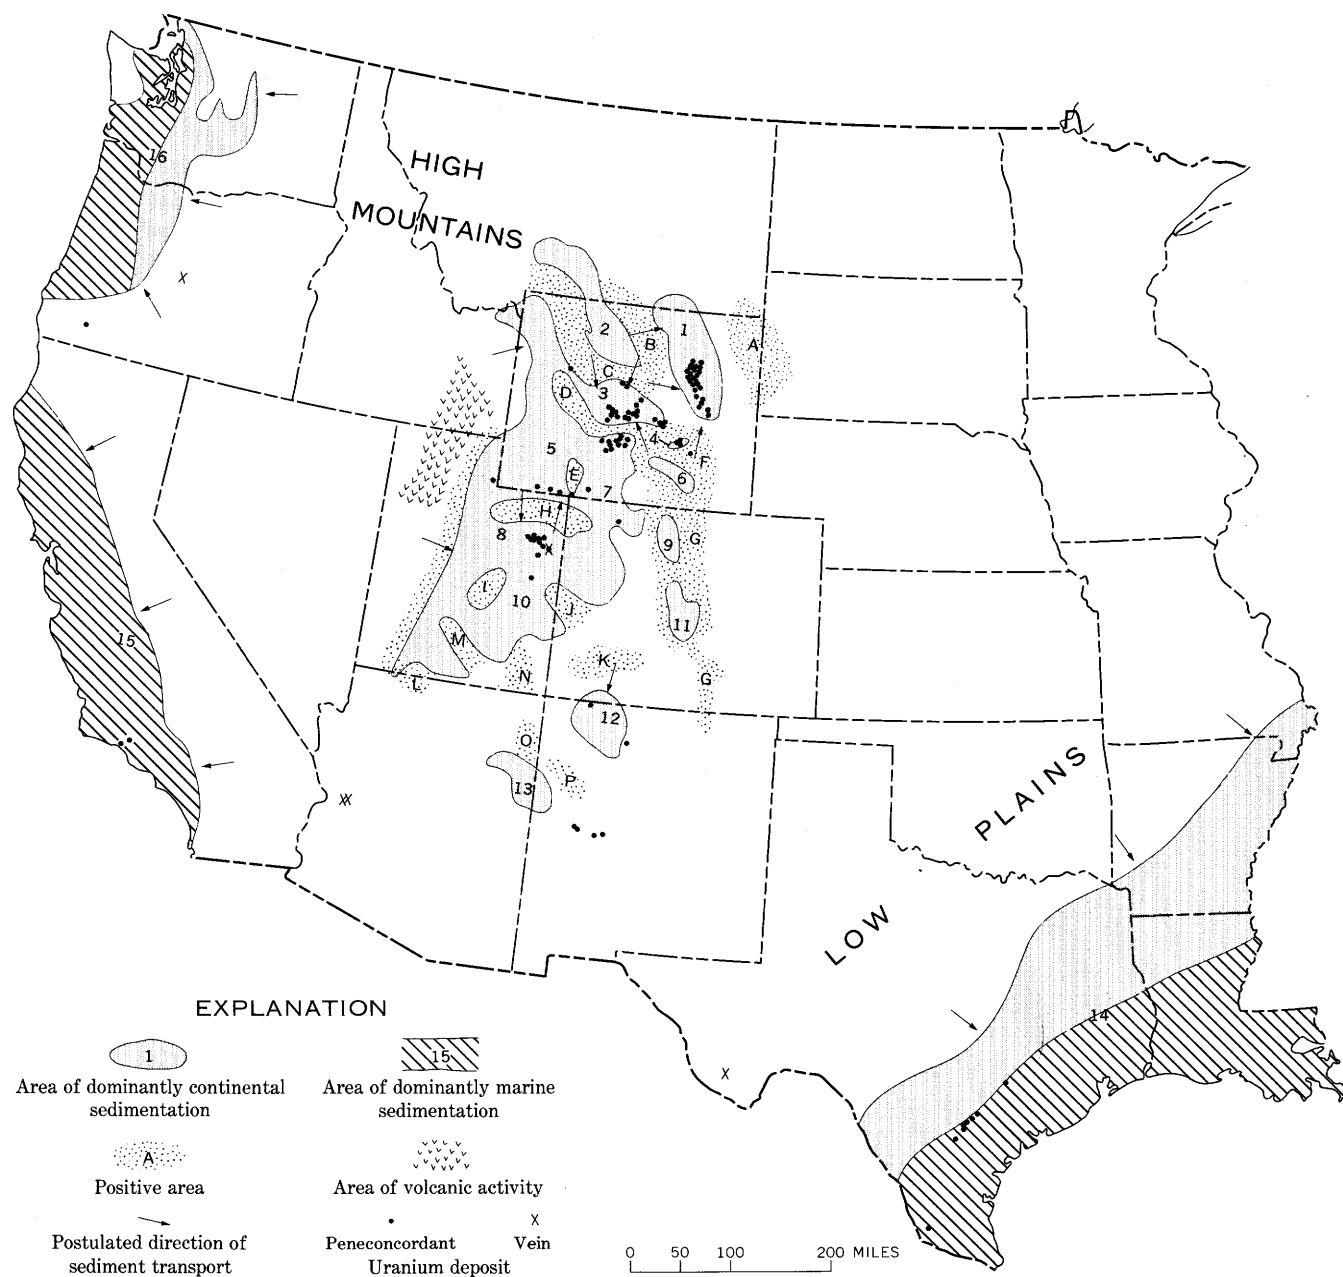 HIGH
MOUNTAINS
16
2
1
B
A
C
D
3
5
4
F
E
6
7
H
8
9
G
I
10
J
11
15
M
K
L
N
G
12
O
13
P
PLAINS
LOW
14
X
X
X
XX
X
EXPLANATION
1
Area of dominantly continental
sedimentation
15
Area of dominantly marine
sedimentation
A
Positive area
Area of volcanic activity
Postulated direction of
sediment transport
X
Peneconcordant Vein
Uranium deposit
0 50 100 200 MILES